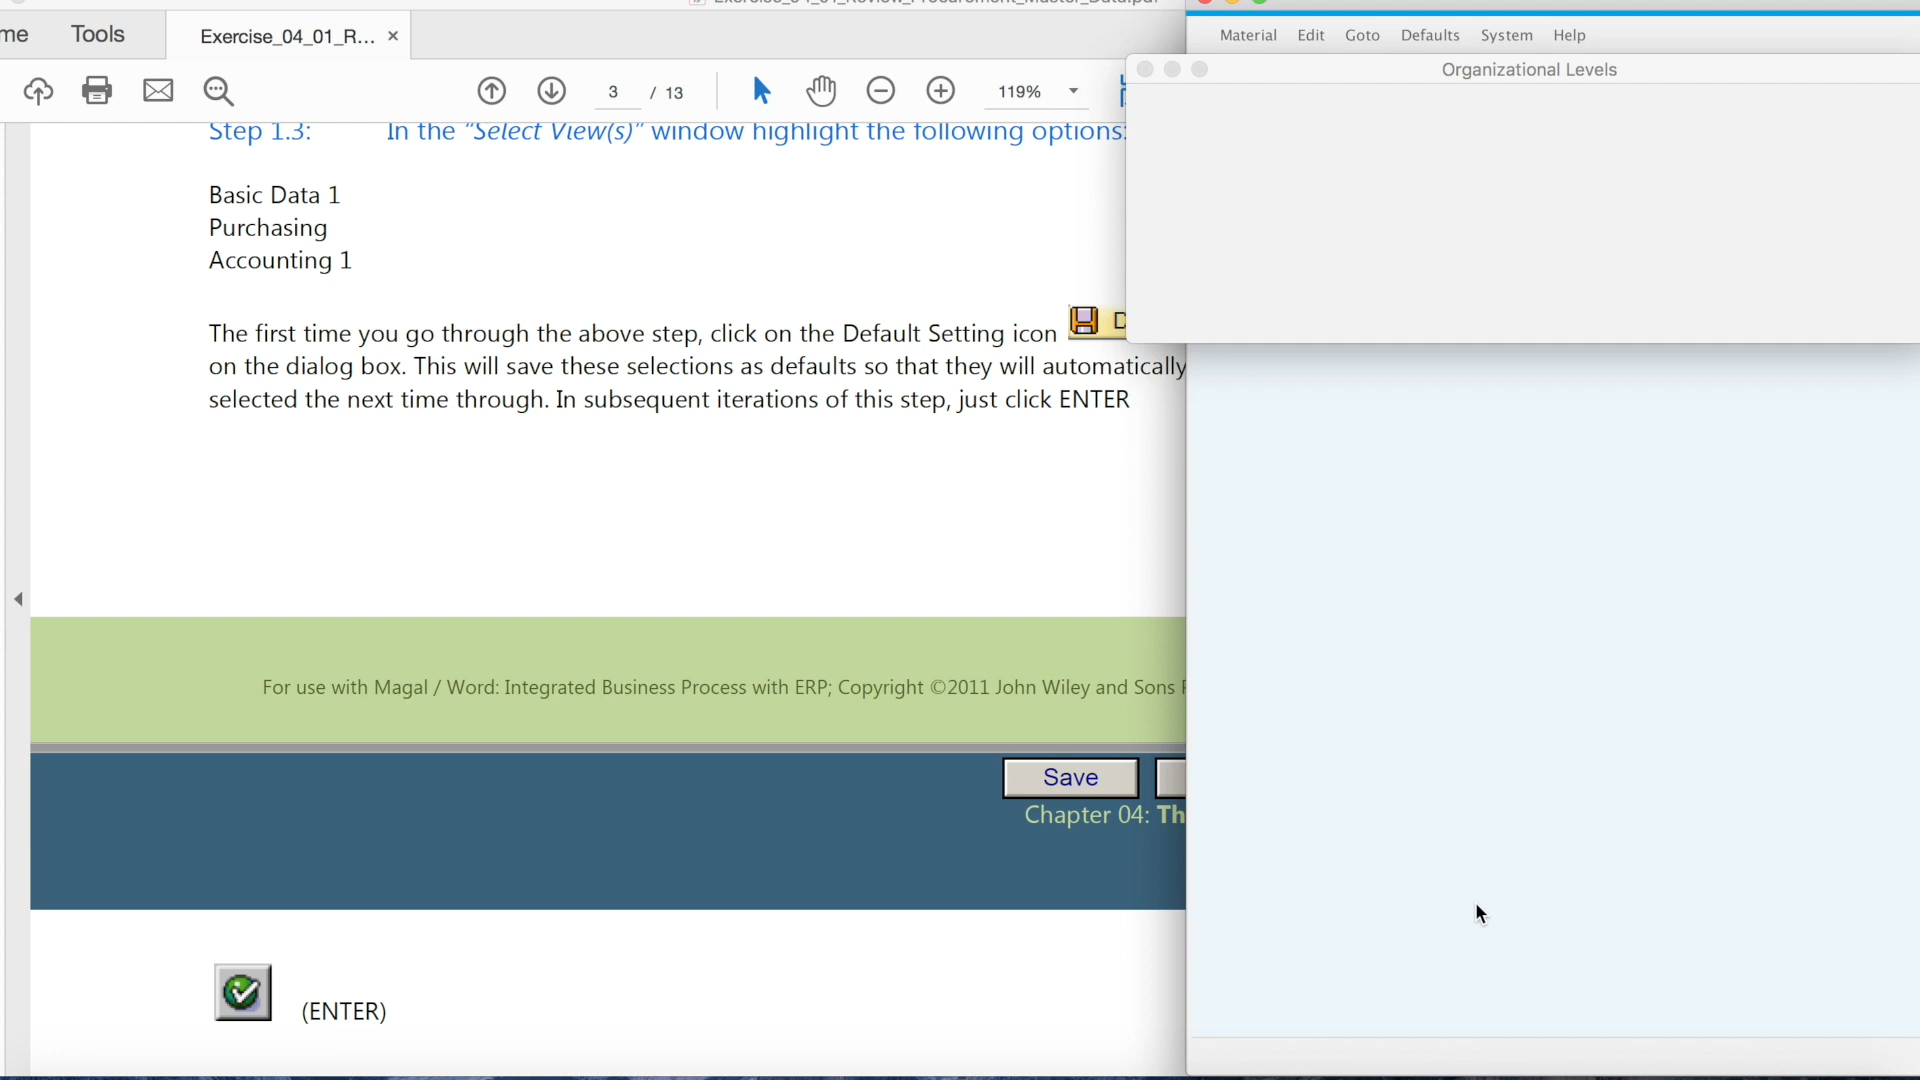 Exercise_04_01_Review_Procurement_Master_Data.pdf
me Tools Exercise_04_01_R... ×
3 / 13 119%
Material Edit Goto Defaults System Help
Organizational Levels
Step 1.3: In the "Select View(s)" window highlight the following options:
Basic Data 1
Purchasing
Accounting 1
The first time you go through the above step, click on the Default Setting icon D
on the dialog box. This will save these selections as defaults so that they will automatically
selected the next time through. In subsequent iterations of this step, just click ENTER
For use with Magal / Word: Integrated Business Process with ERP; Copyright ©2011 John Wiley and Sons
Save
Chapter 04: Th
(ENTER)